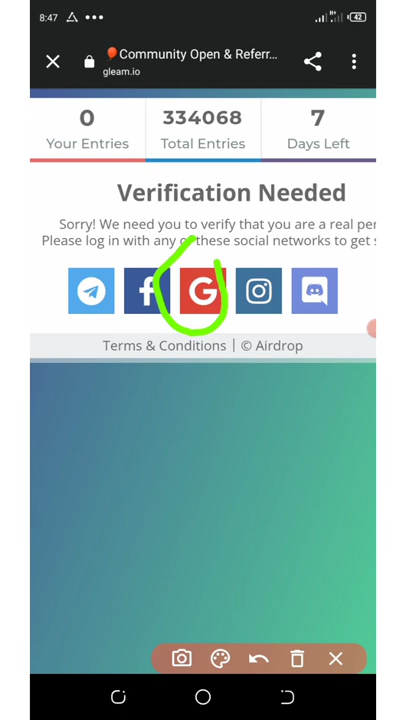 8:47 42
🎈Community Open & Referr...
gleam.io
0 334068 7
Your Entries Total Entries Days Left
Verification Needed
Sorry! We need you to verify that you are a real per
Please log in with any of these social networks to get s
Terms & Conditions | © Airdrop